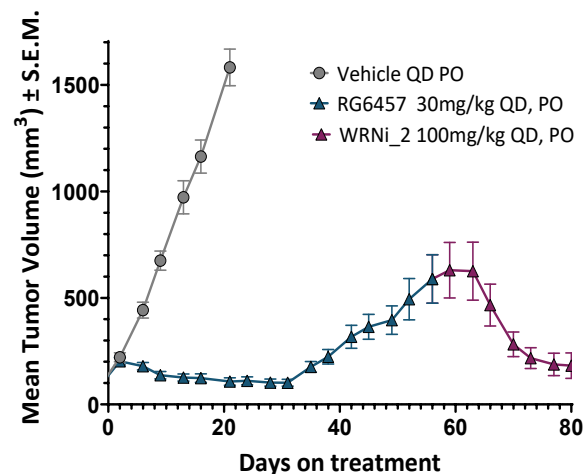 Mean Tumor Volume (mm³) ± S.E.M.
1500
1000
500
0
Vehicle QD PO
RG6457 30mg/kg QD, PO
WRNi_2 100mg/kg QD, PO
0 20 40 60 80
Days on treatment